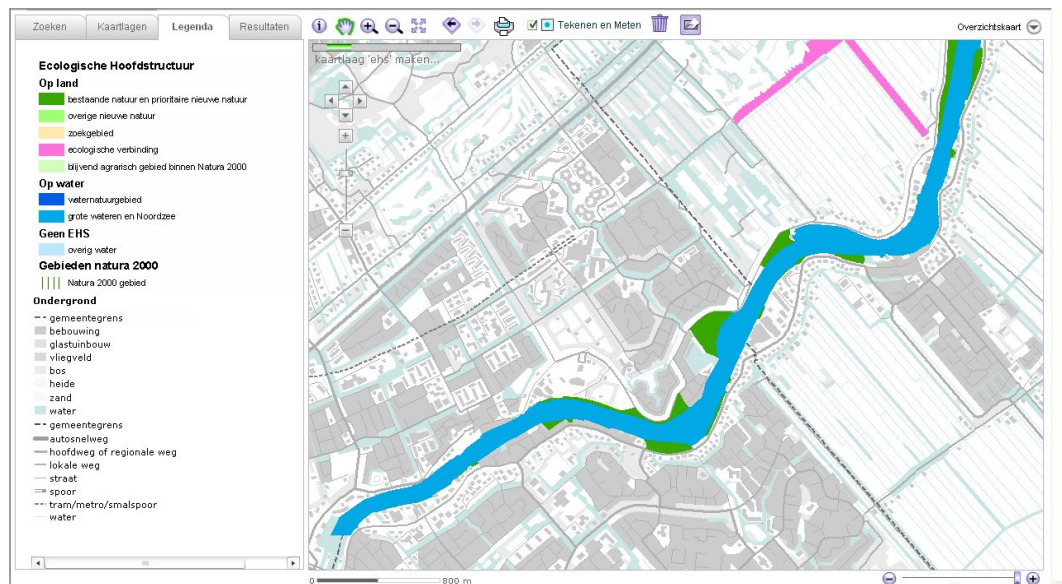 Zoeken Kaartlagen Legenda Resultaten
Tekenen en Meten
Overzichtskaart
kaartlaag 'ehs' maken...
Ecologische Hoofdstructuur
Op land
bestaande natuur en prioritaire nieuwe natuur
overige nieuwe natuur
zoekgebied
ecologische verbinding
blijvend agrarisch gebied binnen Natura 2000
Op water
waternatuurgebied
grote wateren en Noordzee
Geen EHS
overig water
Gebieden natura 2000
Natura 2000 gebied
Ondergrond
gemeentegrens
bebouwing
glastuinbouw
vliegveld
bos
heide
zand
water
gemeentegrens
autosnelweg
hoofdweg of regionale weg
lokale weg
straat
spoor
tram/metro/smalspoor
water
0 800 m